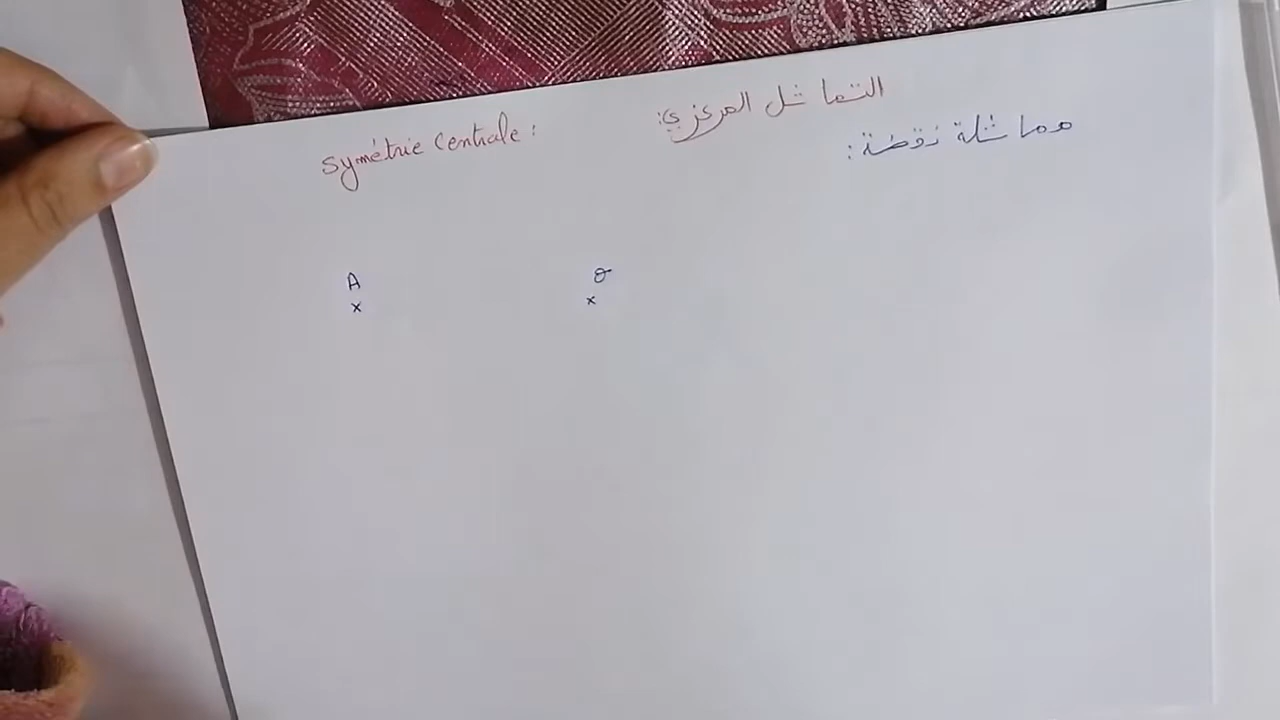 symétrie centrale :
التماثل المركزي:
مماثلة نقطة :
A
x
O
x